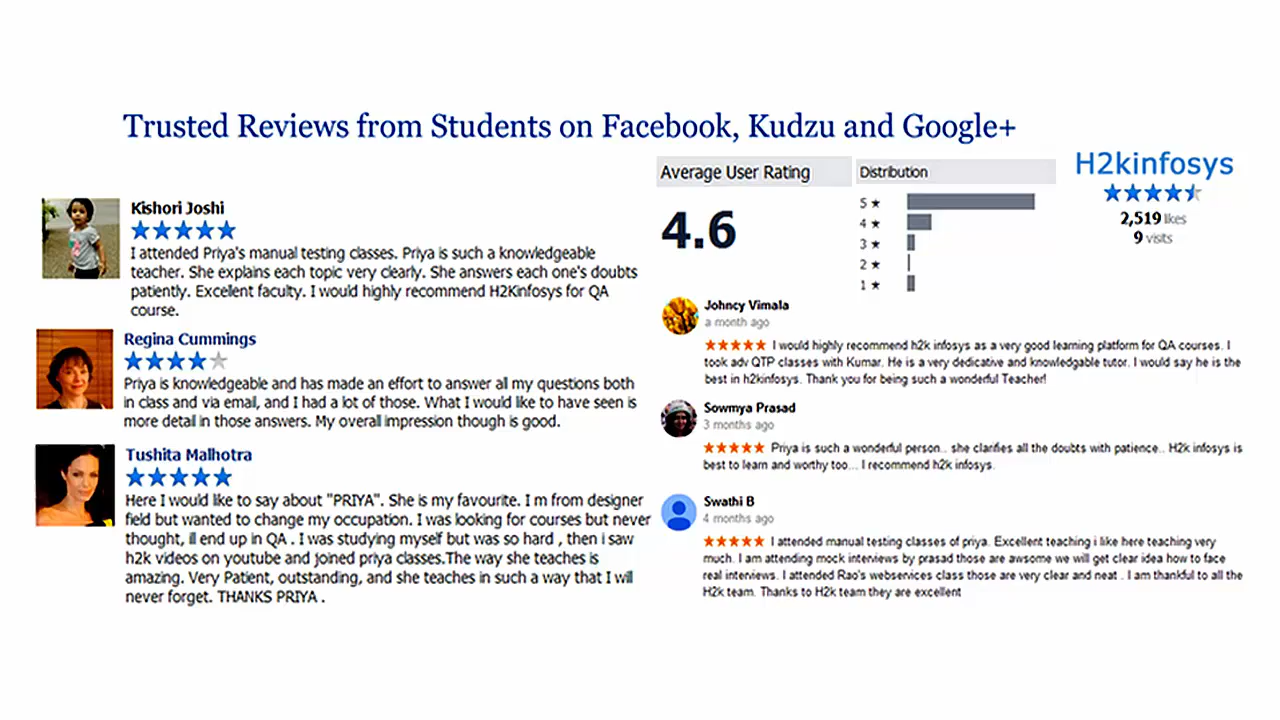 Trusted Reviews from Students on Facebook, Kudzu and Google+
Kishori Joshi
I attended Priya's manual testing classes. Priya is such a knowledgeable
teacher. She explains each topic very clearly. She answers each one's doubts
patiently. Excellent faculty. I would highly recommend H2Kinfosys for QA
course.
Regina Cummings
Priya is knowledgeable and has made an effort to answer all my questions both
in class and via email, and I had a lot of those. What I would like to have seen is
more detail in those answers. My overall impression though is good.
Tushita Malhotra
Here I would like to say about "PRIYA". She is my favourite. I m from designer
field but wanted to change my occupation. I was looking for courses but never
thought, ill end up in QA . I was studying myself but was so hard , then i saw
h2k videos on youtube and joined priya classes.The way she teaches is
amazing. Very Patient, outstanding, and she teaches in such a way that I will
never forget. THANKS PRIYA .
Average User Rating
4.6
Distribution
5 ★
4 ★
3 ★
2 ★
1 ★
H2kinfosys
2,519 likes
9 visits
Johncy Vimala
a month ago
★★★★★ I would highly recommend h2k infosys as a very good learning platform for QA courses. I
took adv QTP classes with Kumar. He is a very dedicative and knowledgable tutor. I would say he is the
best in h2kinfosys. Thank you for being such a wonderful Teacher!
Sowmya Prasad
3 months ago
★★★★★ Priya is such a wonderful person.. she clarifies all the doubts with patience.. H2k infosys is
best to learn and worthy too... I recommend h2k infosys.
Swathi B
4 months ago
★★★★★ I attended manual testing classes of priya. Excellent teaching i like here teaching very
much. I am attending mock interviews by prasad those are awsome we will get clear idea how to face
real interviews. I attended Rao's webservices class those are very clear and neat . I am thankful to all the
H2k team. Thanks to H2k team they are excellent